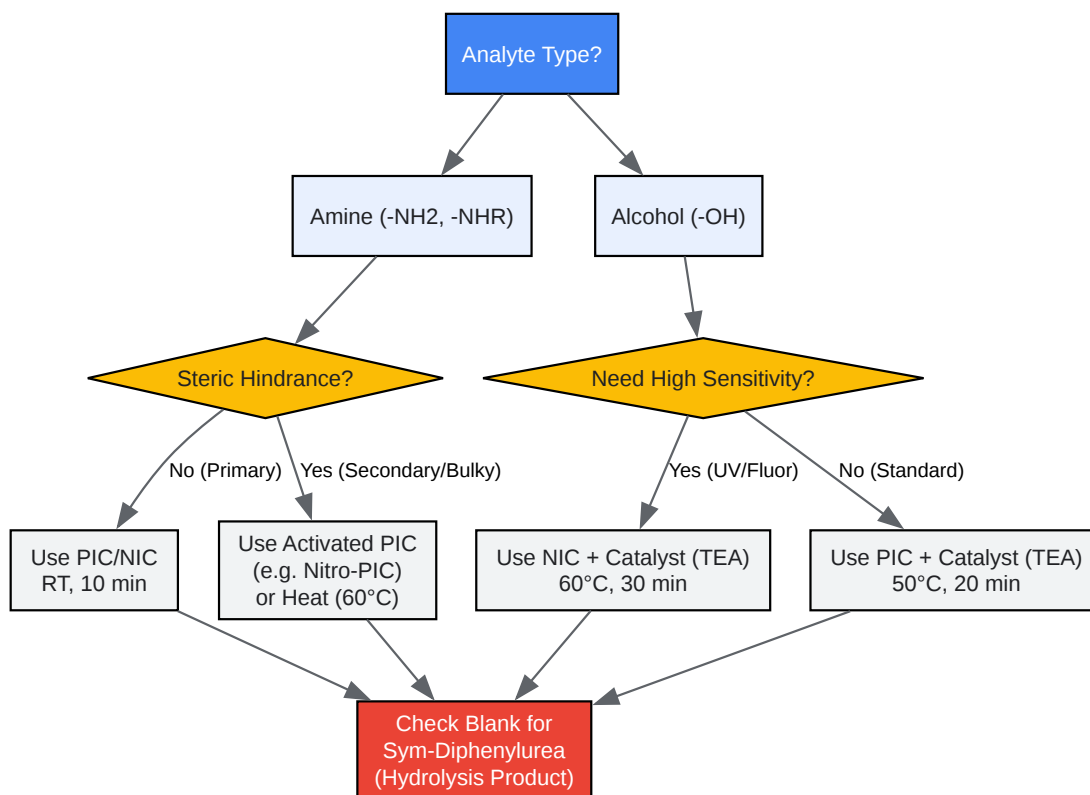 Analyte Type?
Amine (-NH2, -NHR)
Alcohol (-OH)
Steric Hindrance?
Need High Sensitivity?
No (Primary)
Yes (Secondary/Bulky)
Yes (UV/Fluor)
No (Standard)
Use PIC/NIC
RT, 10 min
Use Activated PIC
(e.g. Nitro-PIC)
or Heat (60°C)
Use NIC + Catalyst (TEA)
60°C, 30 min
Use PIC + Catalyst (TEA)
50°C, 20 min
Check Blank for
Sym-Diphenylurea
(Hydrolysis Product)